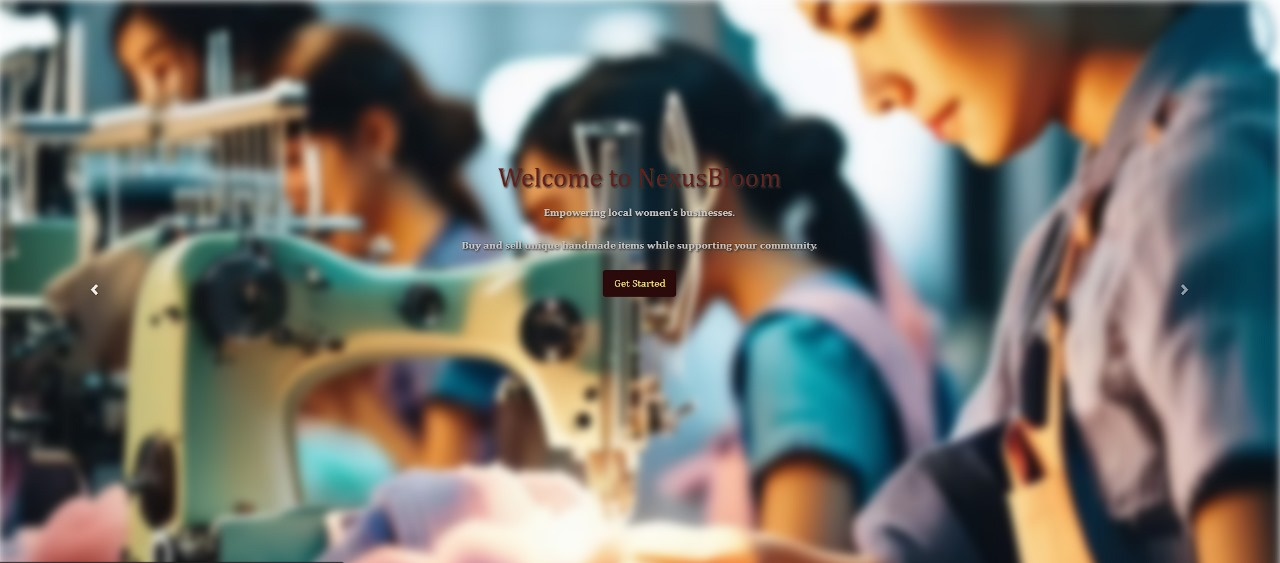 Welcome to NexusBloom
Empowering local women's businesses.
Buy and sell unique handmade items while supporting your community.
Get Started